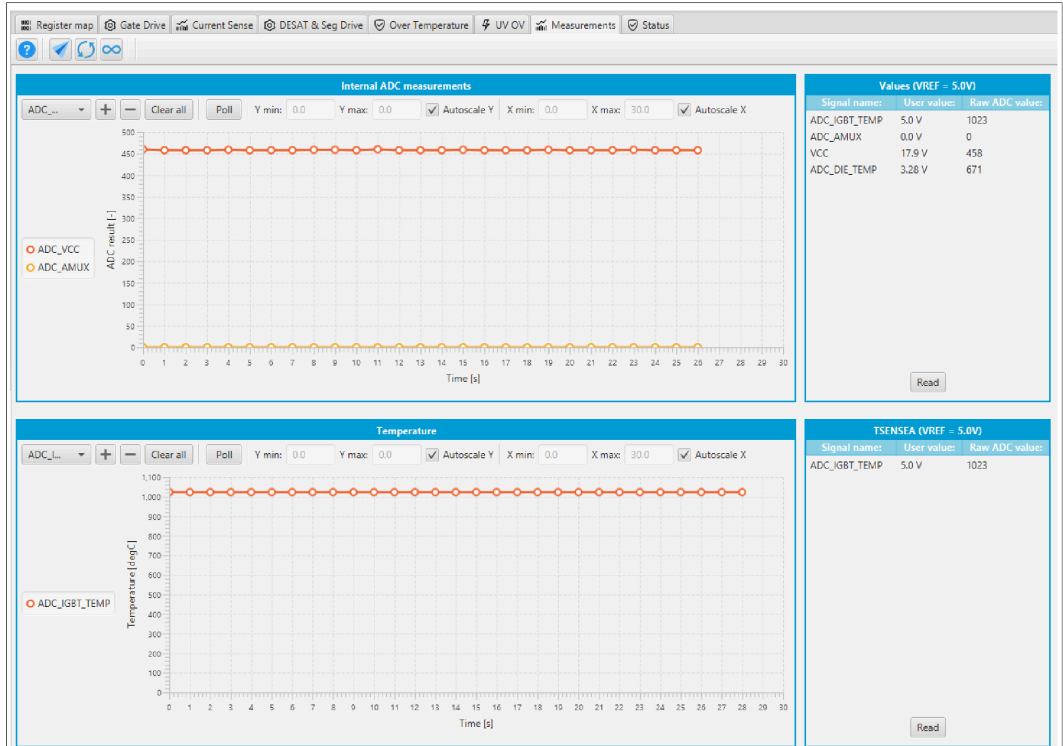 Register map Gate Drive Current Sense DESAT & Seg Drive Over Temperature UV OV Measurements Status
Internal ADC measurements
ADC_... + — Clear all Poll Y min: 0.0 Y max: 0.0 Autoscale Y X min: 0.0 X max: 30.0 Autoscale X
500
450
400
350
300
250
200
150
100
50
0
ADC result [-]
ADC_VCC
ADC_AMUX
0 1 2 3 4 5 6 7 8 9 10 11 12 13 14 15 16 17 18 19 20 21 22 23 24 25 26 27 28 29 30
Time [s]
Values (VREF = 5.0V)
Signal name: User value: Raw ADC value:
ADC_IGBT_TEMP 5.0 V 1023
ADC_AMUX 0.0 V 0
VCC 17.9 V 458
ADC_DIE_TEMP 3.28 V 671
Read
Temperature
ADC_I... + — Clear all Poll Y min: 0.0 Y max: 0.0 Autoscale Y X min: 0.0 X max: 30.0 Autoscale X
1,100
1,000
900
800
700
600
500
400
300
200
100
0
Temperature [degC]
ADC_IGBT_TEMP
0 1 2 3 4 5 6 7 8 9 10 11 12 13 14 15 16 17 18 19 20 21 22 23 24 25 26 27 28 29 30
Time [s]
TSENSEA (VREF = 5.0V)
Signal name: User value: Raw ADC value:
ADC_IGBT_TEMP 5.0 V 1023
Read